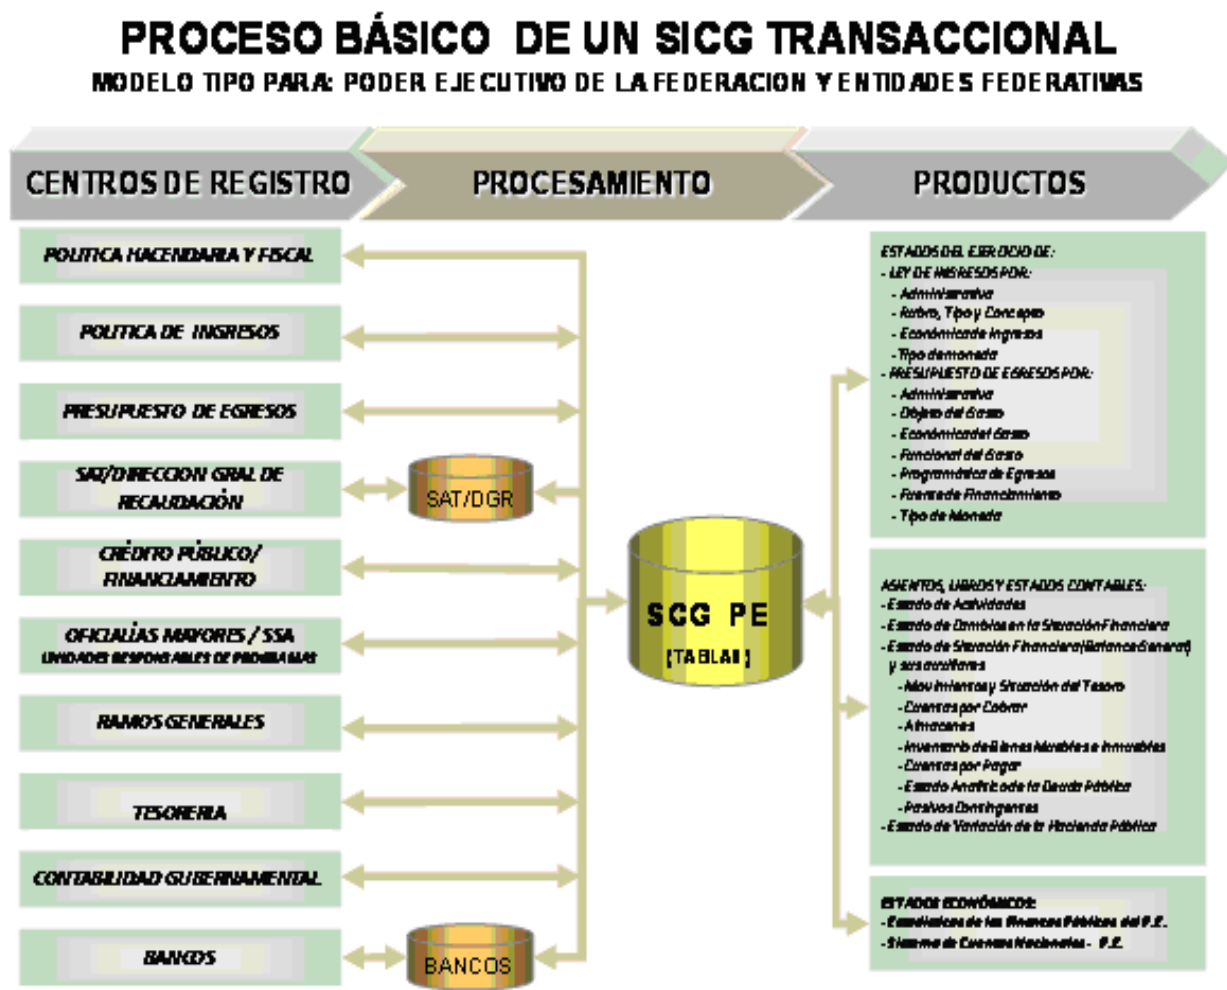 PROCESO BÁSICO DE UN SICG TRANSACCIONAL
MODELO TIPO PARA: PODER EJECUTIVO DE LA FEDERACION Y ENTIDADES FEDERATIVAS
CENTROS DE REGISTRO
PROCESAMIENTO
PRODUCTOS
POLITICA HACENDARIA Y FISCAL
POLITICA DE INGRESOS
PRESUPUESTO DE EGRESOS
SAT/DIRECCION GRAL DE
RECAUDACIÓN
CRÉDITO PÚBLICO/
FINANCIAMIENTO
OFICIALÍAS MAYORES / SSA
UNIDADES RESPONSABLES DE PROGRAMAS
RAMOS GENERALES
TESORERIA
CONTABILIDAD GUBERNAMENTAL
BANCOS
SAT/DGR
BANCOS
SCG PE
ESTADOS DEL EJERCICIO DE:
- LEY DE INGRESOS POR:
- Administrativa
- Rubro, Tipo y Concepto
- Económica de Ingresos
- Tipo de moneda
- PRESUPUESTO DE EGRESOS POR:
- Administrativa
- Objeto del Gasto
- Económica del Gasto
- Funcional del Gasto
- Programática de Egresos
- Fuente de Financiamiento
- Tipo de Moneda
ASIENTOS, LIBROS Y ESTADOS CONTABLES:
- Estado de Actividades
- Estado de Cambios en la Situación Financiera
- Estado de Situación Financiera (Balance General)
y sus auxiliares
- Movimientos y Situación del Tesoro
- Cuentas por Cobrar
- Almacenes
- Inventario de Bienes Muebles e Inmuebles
- Cuentas por Pagar
- Estado Analítico de la Deuda Pública
- Pasivos Contingentes
- Estado de Variación de la Hacienda Pública
ESTADOS ECONÓMICOS:
- Estadísticas de las Finanzas Públicas del P.E.
- Sistema de Cuentas Nacionales - P.E.